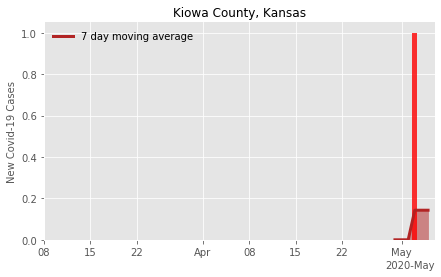 Kiowa County, Kansas
7 day moving average
New Covid-19 Cases
1.0
0.8
0.6
0.4
0.2
0.0
08 15 22 Apr 08 15 22 May
2020-May